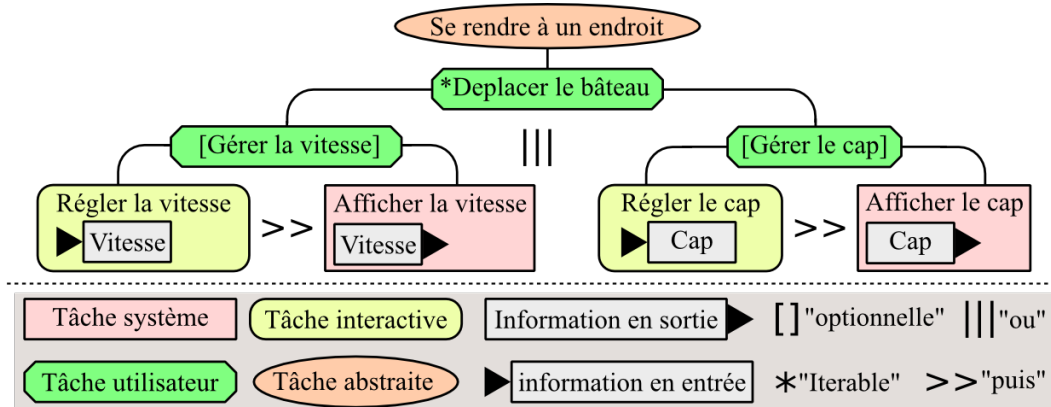 Se rendre à un endroit
*Deplacer le bâteau
[Gérer la vitesse]
|||
[Gérer le cap]
Régler la vitesse
Vitesse
>>
Afficher la vitesse
Vitesse
Régler le cap
Cap
>>
Afficher le cap
Cap
Tâche système
Tâche interactive
Information en sortie
[] "optionnelle"
||| "ou"
Tâche utilisateur
Tâche abstraite
information en entrée
* "Iterable"
>> "puis"